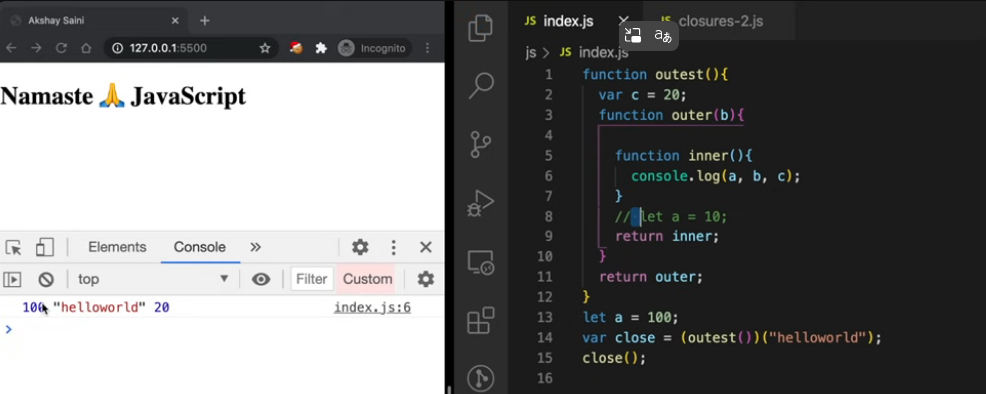 Akshay Saini
127.0.0.1:5500
Incognito
Namaste 🙏 JavaScript
Elements Console »
top Filter Custom
100 "helloworld" 20 index.js:6
>
JS index.js JS closures-2.js
js > JS index.js
1 function outest(){
2 var c = 20;
3 function outer(b){
4
5 function inner(){
6 console.log(a, b, c);
7 }
8 // let a = 10;
9 return inner;
10 }
11 return outer;
12 }
13 let a = 100;
14 var close = (outest())("helloworld");
15 close();
16